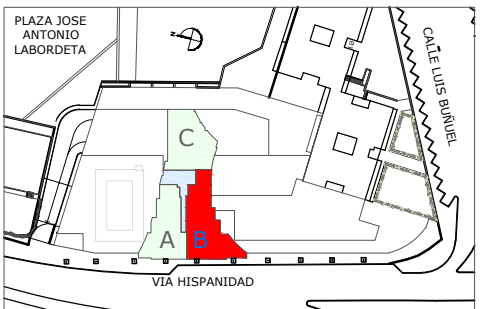 PLAZA JOSE
ANTONIO
LABORDETA
N
CALLE LUIS BUÑUEL
C
A
B
VIA HISPANIDAD